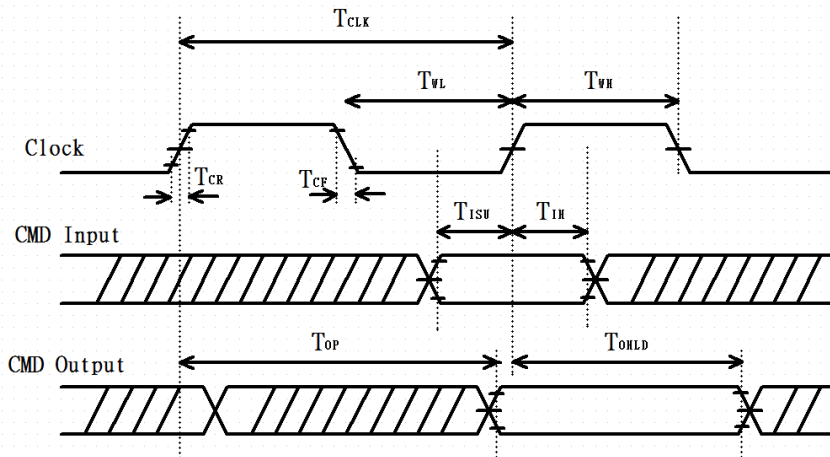 TCLK
TWL TWH
Clock
TCR TCF
TISU TIH
CMD Input
TOP TOHLD
CMD Output